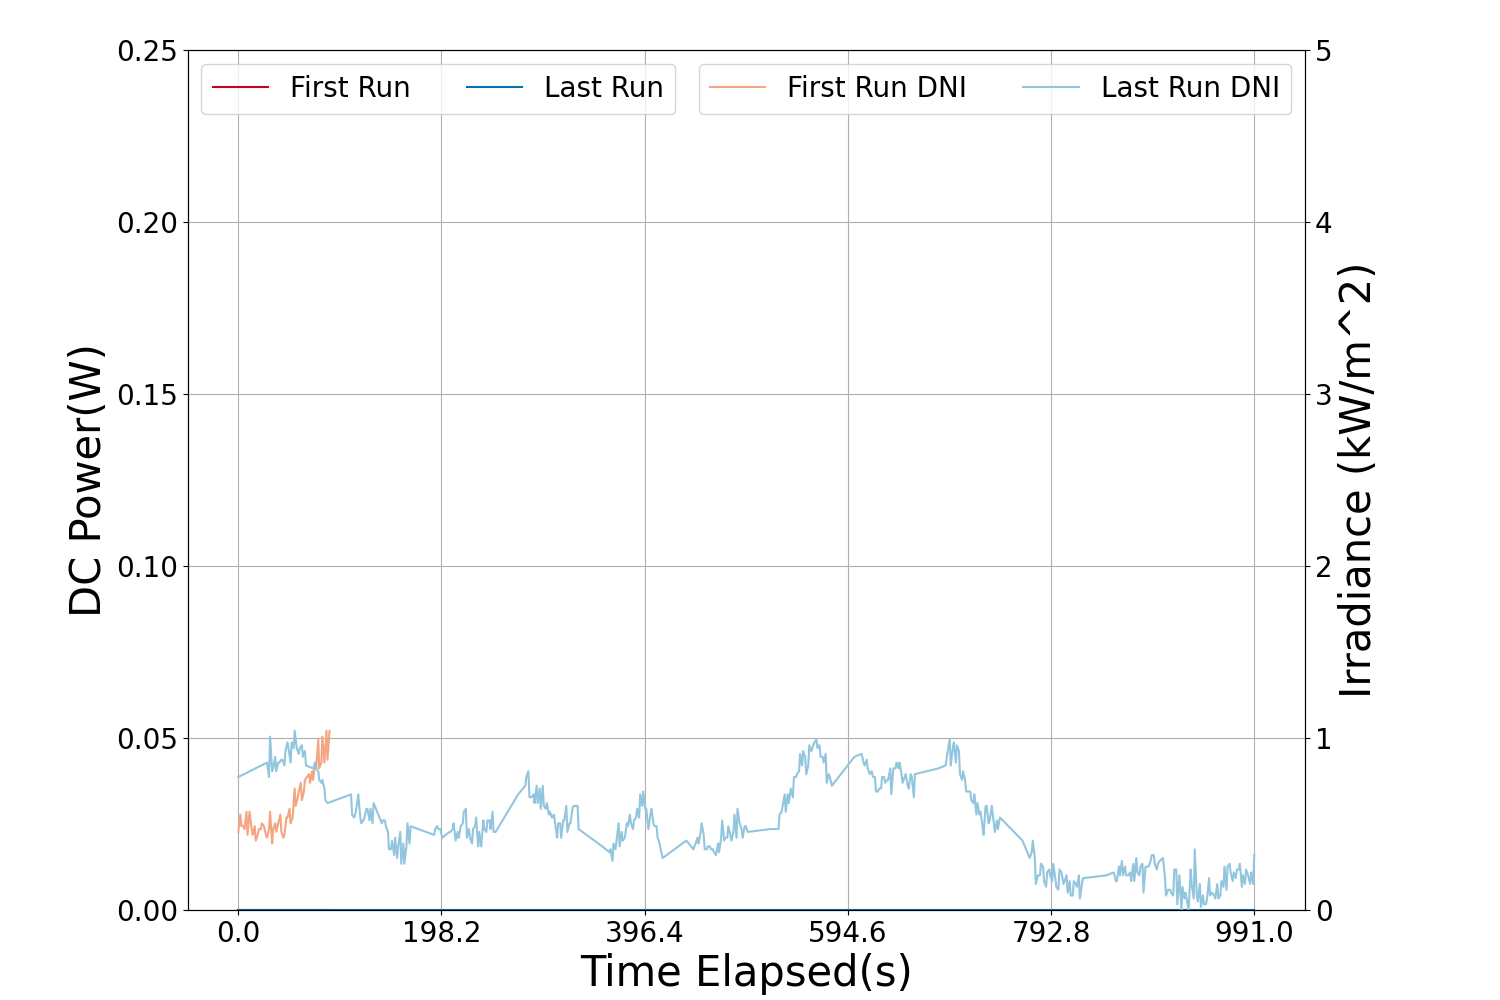 First Run
Last Run
First Run DNI
Last Run DNI
0.25
0.20
0.15
0.10
0.05
0.00
DC Power(W)
5
4
3
2
1
0
Irradiance (kW/m^2)
0.0
198.2
396.4
594.6
792.8
991.0
Time Elapsed(s)